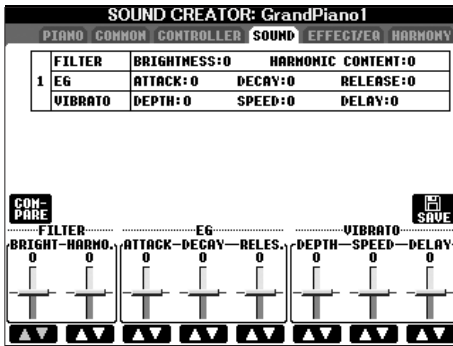 SOUND CREATOR: GrandPiano1
PIANO COMMON CONTROLLER SOUND EFFECT/EQ HARMONY
FILTER BRIGHTNESS:0 HARMONIC CONTENT:0
1 EG ATTACK:0 DECAY:0 RELEASE:0
VIBRATO DEPTH:0 SPEED:0 DELAY:0
COM-
PARE
SAVE
FILTER EG VIBRATO
BRIGHT-HARMO. ATTACK-DECAY-RELES. DEPTH-SPEED-DELAY
0 0 0 0 0 0 0 0